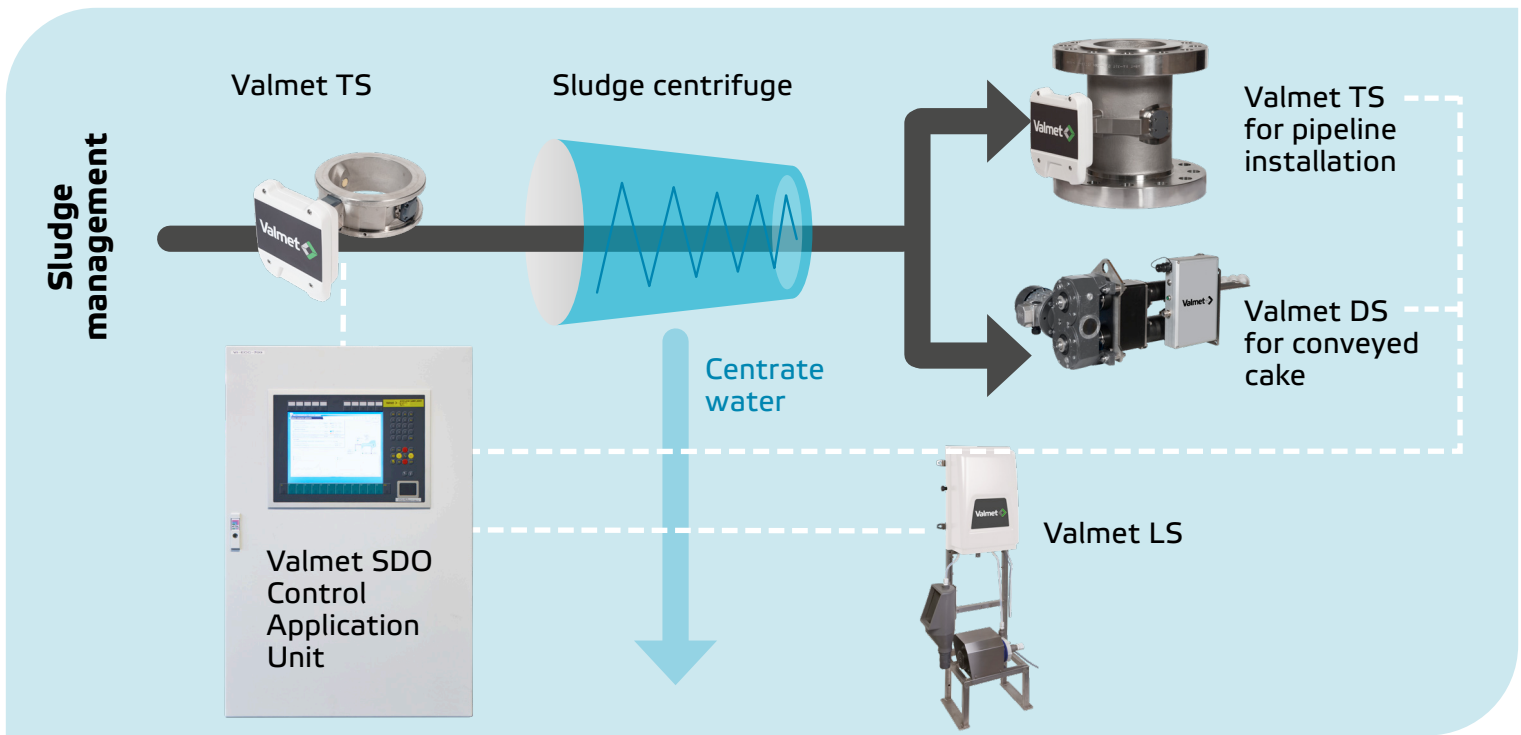 Sludge
management
Valmet TS
Valmet
Sludge centrifuge
Valmet
Valmet TS
for pipeline
installation
Valmet
Valmet DS
for conveyed
cake
Centrate
water
Valmet
Valmet LS
Valmet SDO
Control
Application
Unit